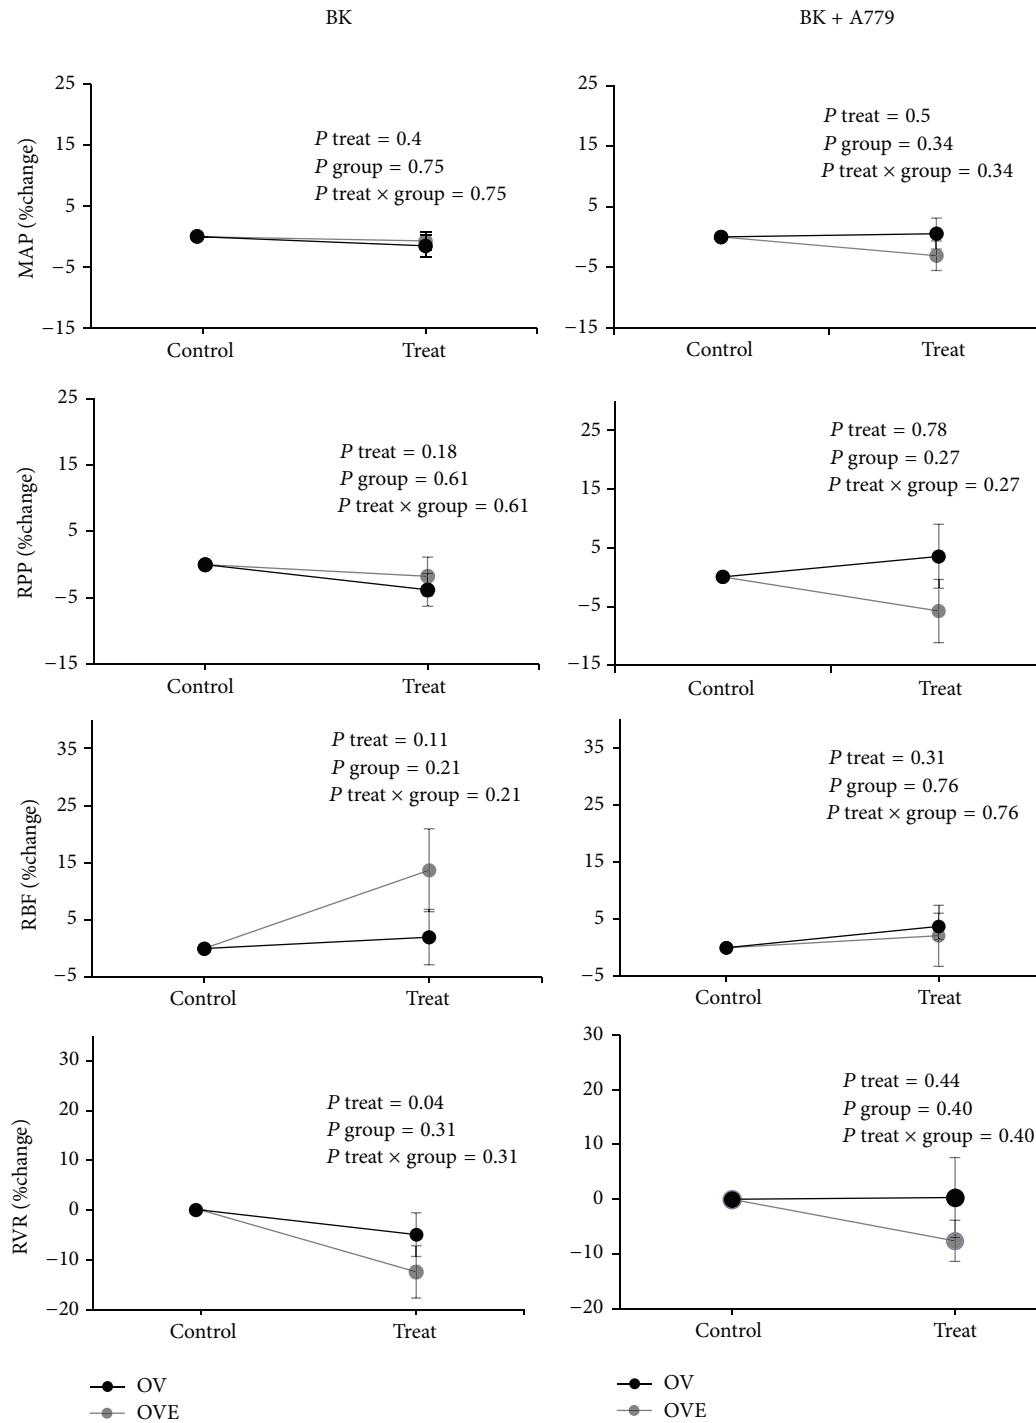 BK
BK + A779
MAP (%change)
25
15
5
−5
−15
P treat = 0.4
P group = 0.75
P treat × group = 0.75
Control
Treat
25
15
5
−5
−15
P treat = 0.5
P group = 0.34
P treat × group = 0.34
Control
Treat
RPP (%change)
25
15
5
−5
−15
P treat = 0.18
P group = 0.61
P treat × group = 0.61
Control
Treat
25
15
5
−5
−15
P treat = 0.78
P group = 0.27
P treat × group = 0.27
Control
Treat
RBF (%change)
35
25
15
5
−5
P treat = 0.11
P group = 0.21
P treat × group = 0.21
Control
Treat
35
25
15
5
−5
P treat = 0.31
P group = 0.76
P treat × group = 0.76
Control
Treat
RVR (%change)
30
20
10
0
−10
−20
P treat = 0.04
P group = 0.31
P treat × group = 0.31
Control
Treat
30
20
10
0
−10
−20
P treat = 0.44
P group = 0.40
P treat × group = 0.40
Control
Treat
OV
OVE
OV
OVE